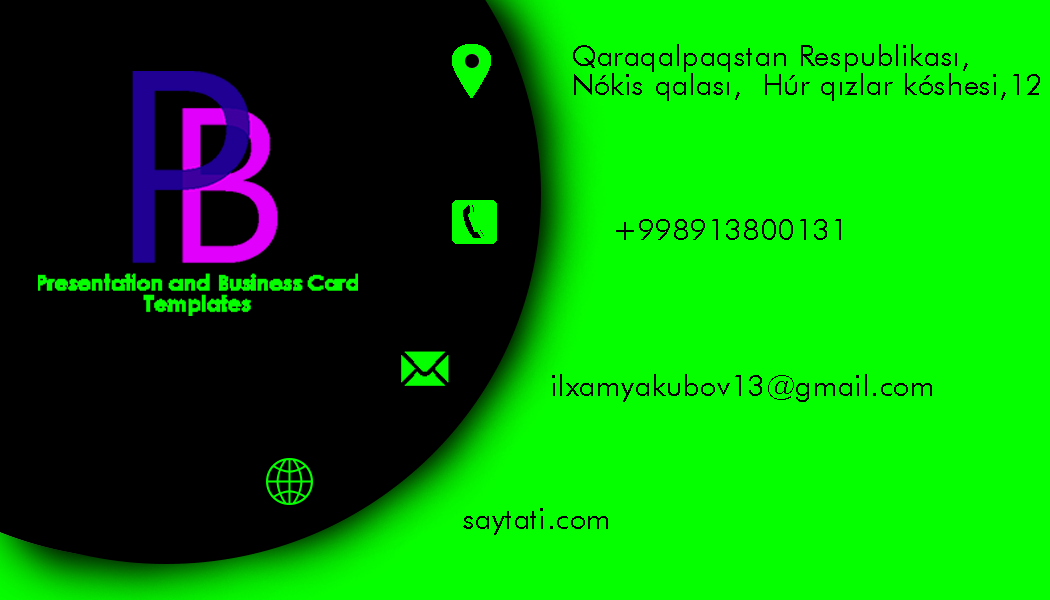 PB
Presentation and Business Card
Templates
Qaraqalpaqstan Respublikası,
Nókis qalası, Húr qızlar kóshesi,12
+998913800131
ilxamyakubov13@gmail.com
saytati.com